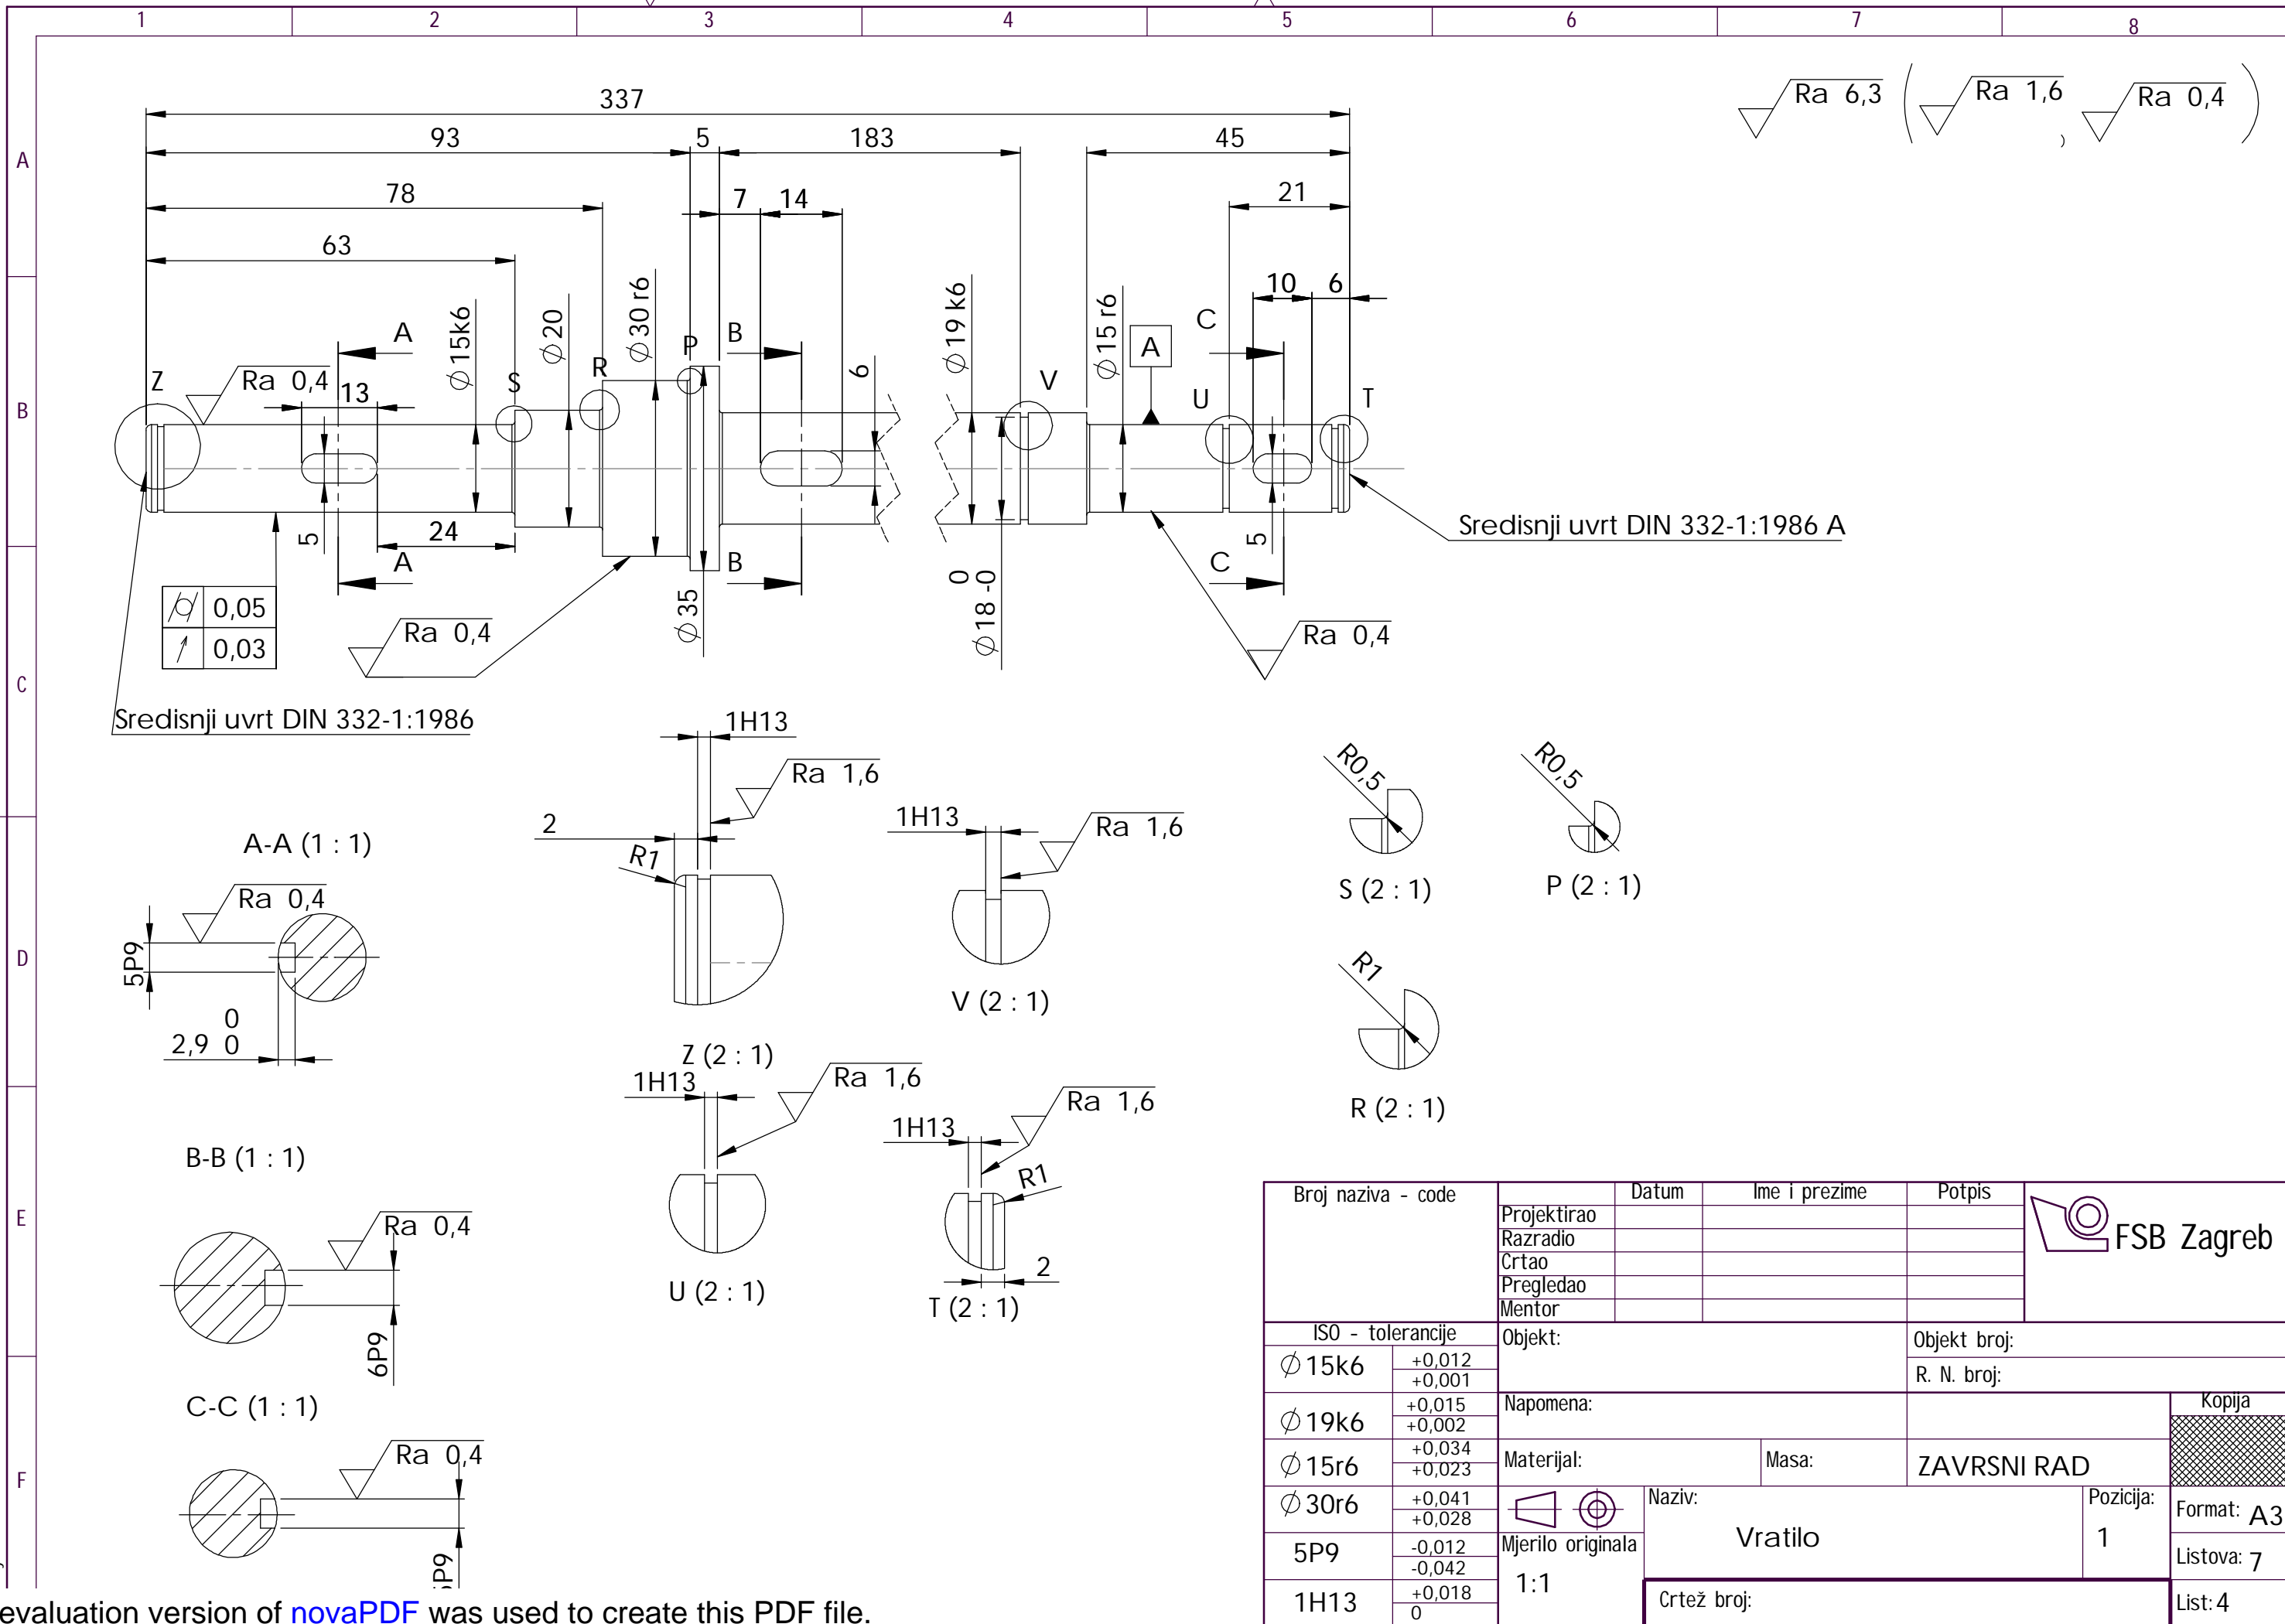 1 2 3 4 5 6 7 8
Ra 6,3 ( Ra 1,6 , Ra 0,4 )
337
93 5 183 45
A
78 7 14 21
63
10 6
A ∅15k6 ∅20 R ∅30 r6 P B 6 ∅19 k6 V ∅15 r6 A C
Z Ra 0,4 13 S U T
B
5 24 5
Sredisnji uvrt DIN 332-1:1986 A
A B C
0
∅35 ∅18 -0
0,05
0,03
Ra 0,4 Ra 0,4
C
Sredisnji uvrt DIN 332-1:1986
1H13
Ra 1,6
2
R1
Z (2 : 1)
1H13
Ra 1,6
V (2 : 1)
R0,5
S (2 : 1)
R0,5
P (2 : 1)
A-A (1 : 1)
Ra 0,4
D
5P9
0
2,9 0
R1
R (2 : 1)
1H13
Ra 1,6
U (2 : 1)
1H13
Ra 1,6
R1
2
T (2 : 1)
B-B (1 : 1)
E
Ra 0,4
6P9
C-C (1 : 1)
Ra 0,4
F
Broj naziva - code
Datum Ime i prezime Potpis
Projektirao
Razradio
Crtao
Pregledao
Mentor
FSB Zagreb
ISO - tolerancije
∅15k6 +0,012
+0,001
∅19k6 +0,015
+0,002
∅15r6 +0,034
+0,023
∅30r6 +0,041
+0,028
5P9 -0,012
-0,042
1H13 +0,018
0
Objekt:
Objekt broj:
R. N. broj:
Napomena:
Kopija
Materijal: Masa: ZAVRSNI RAD
Naziv:
Vratilo
Pozicija:
1
Format: A3
Mjerilo originala
1:1
Listova: 7
Crtež broj:
List: 4
evaluation version of novaPDF was used to create this PDF file.